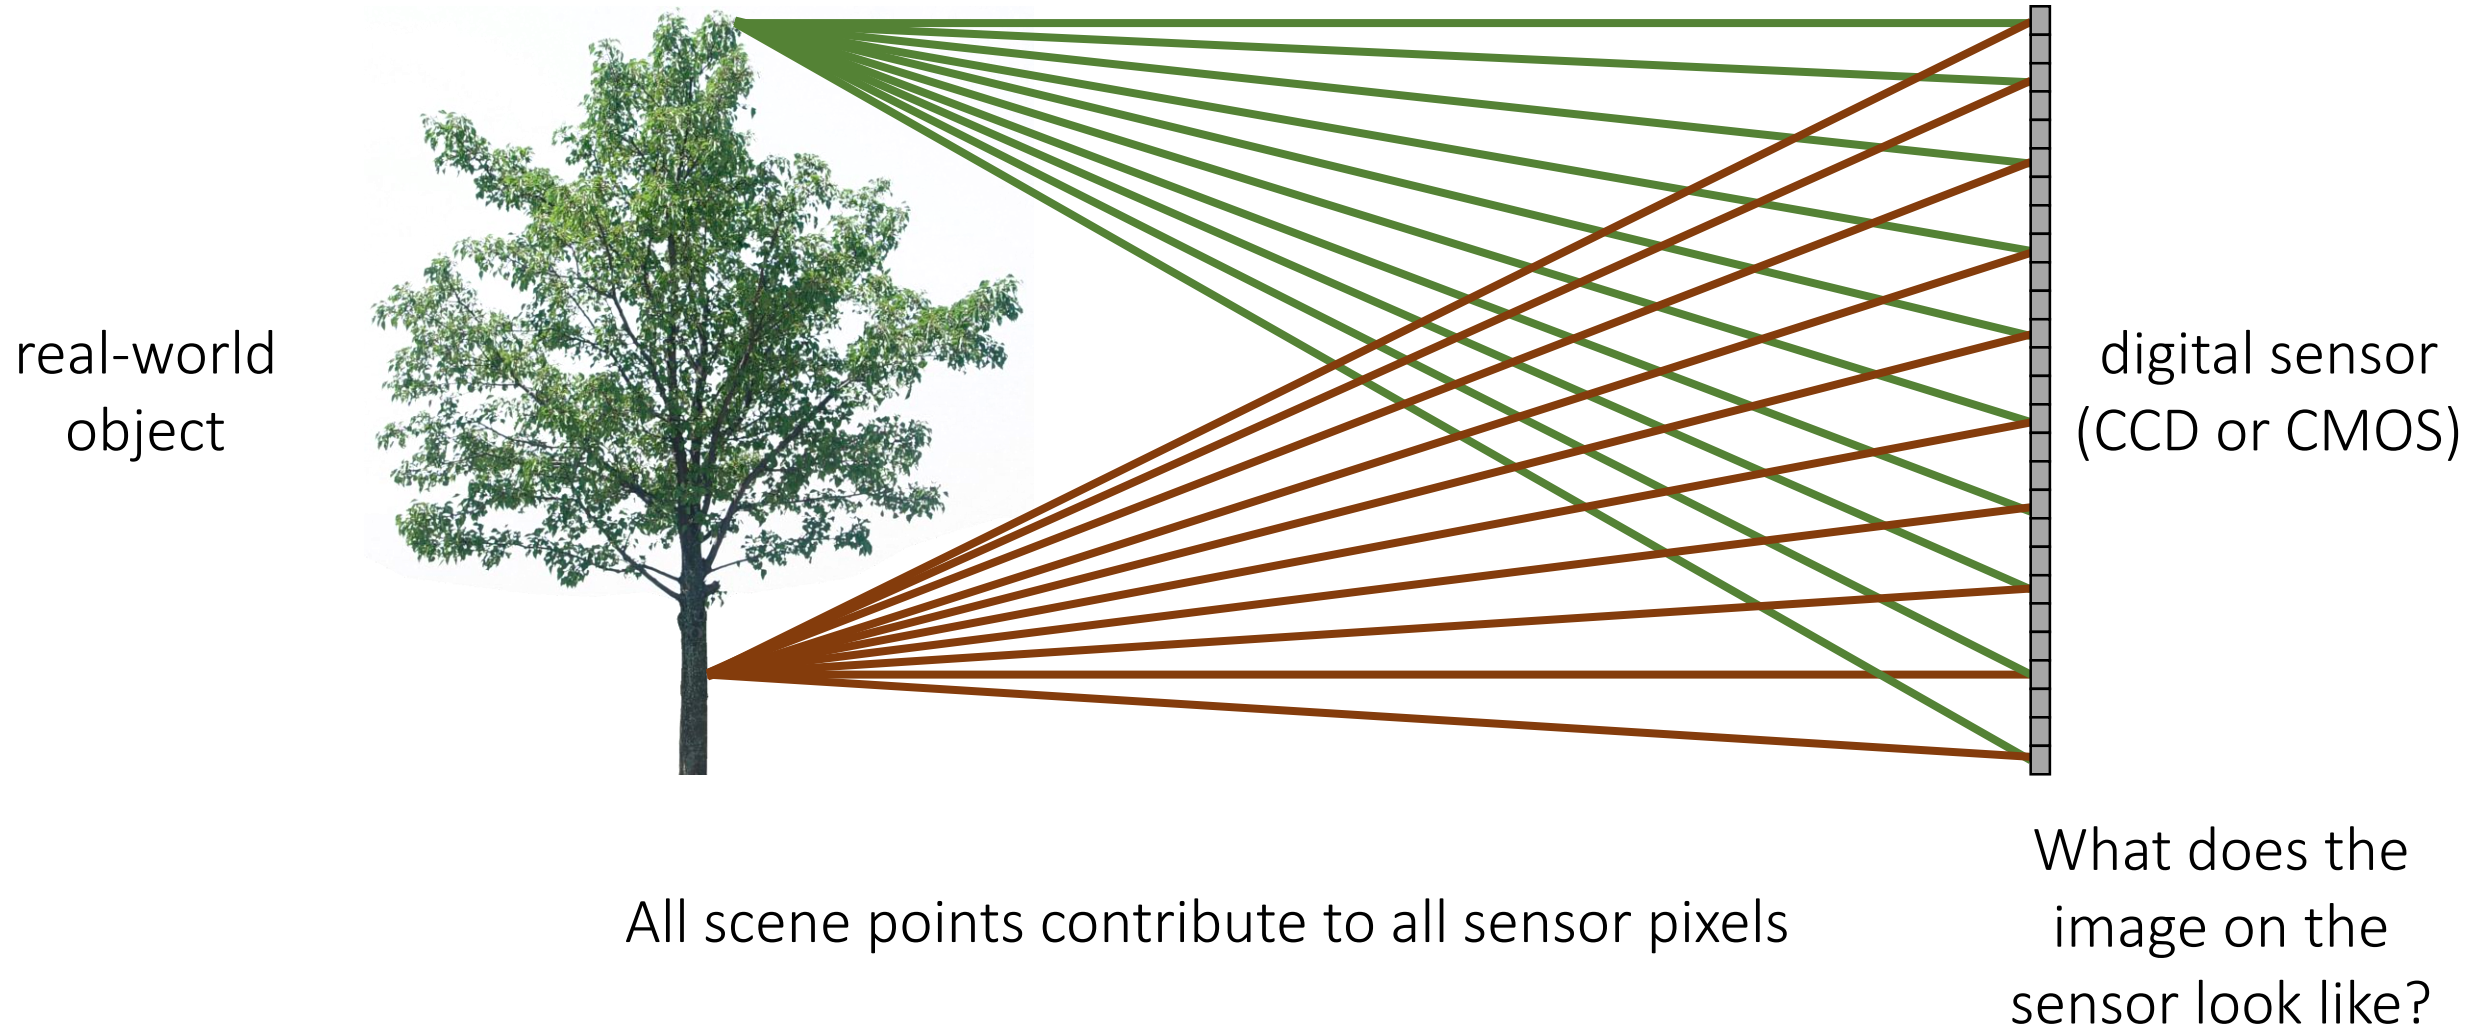 real-world
object
digital sensor
(CCD or CMOS)
All scene points contribute to all sensor pixels
What does the
image on the
sensor look like?